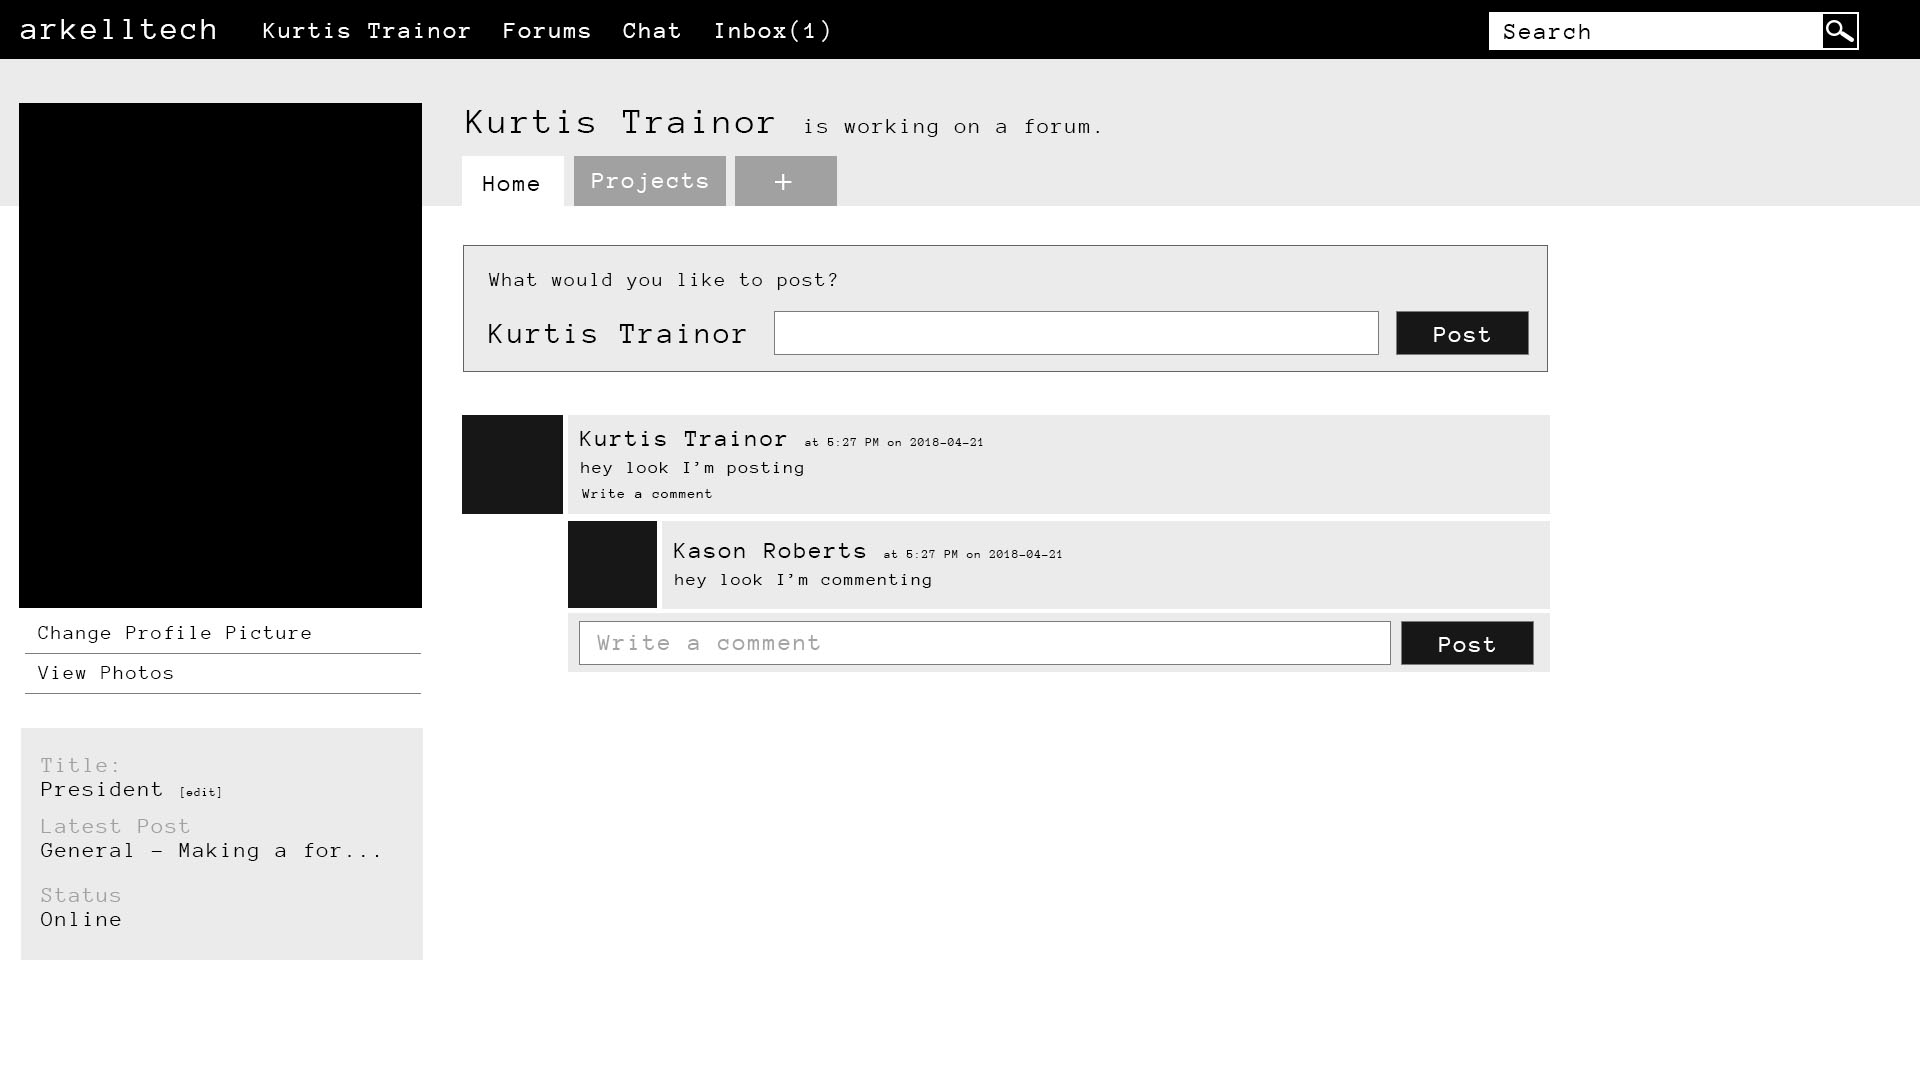 arkelltech Kurtis Trainor Forums Chat Inbox(1) Search
Kurtis Trainor is working on a forum.
Home Projects +
What would you like to post?
Kurtis Trainor Post
Kurtis Trainor at 5:27 PM on 2018-04-21
hey look I’m posting
Write a comment
Kason Roberts at 5:27 PM on 2018-04-21
hey look I’m commenting
Write a comment Post
Change Profile Picture
View Photos
Title:
President [edit]
Latest Post
General - Making a for...
Status
Online